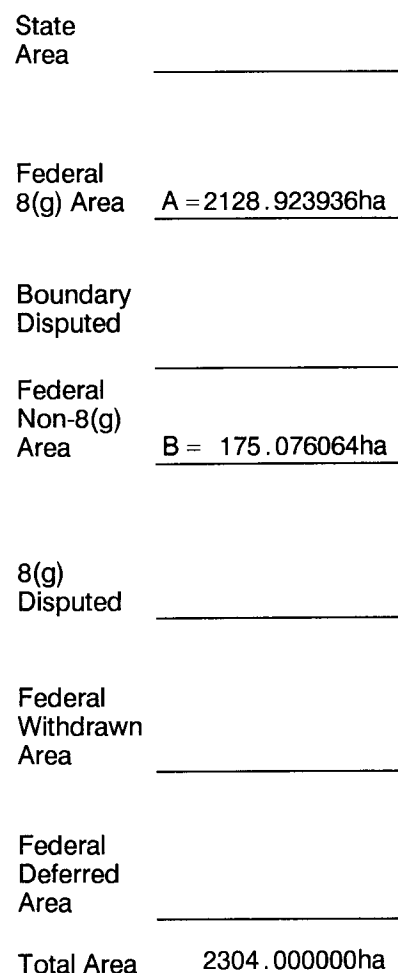 State
Area
Federal
8(g) Area A = 2128.923936ha
Boundary
Disputed
Federal
Non-8(g)
Area B = 175.076064ha
8(g)
Disputed
Federal
Withdrawn
Area
Federal
Deferred
Area
Total Area 2304.000000ha